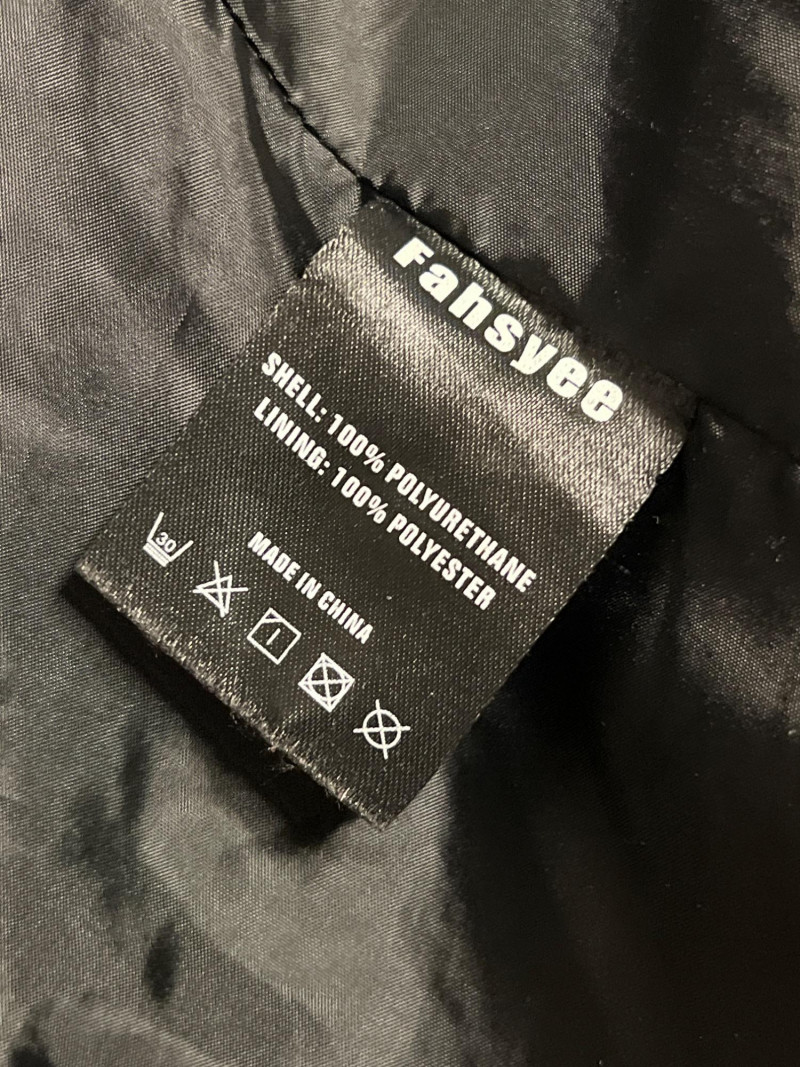 Fahsyee
SHELL: 100% POLYURETHANE
LINING: 100% POLYESTER
MADE IN CHINA
30